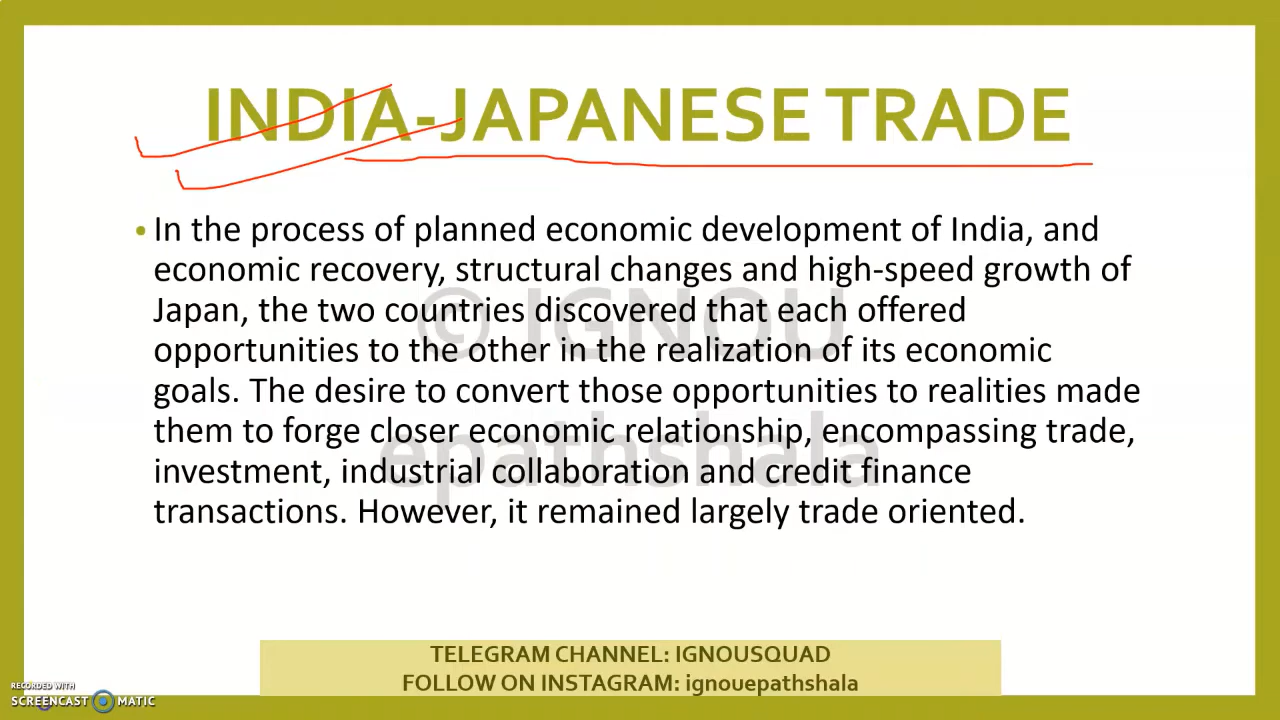 INDIA-JAPANESE TRADE
• In the process of planned economic development of India, and
economic recovery, structural changes and high-speed growth of
Japan, the two countries discovered that each offered
opportunities to the other in the realization of its economic
goals. The desire to convert those opportunities to realities made
them to forge closer economic relationship, encompassing trade,
investment, industrial collaboration and credit finance
transactions. However, it remained largely trade oriented.
© IGNOU
epathshala
TELEGRAM CHANNEL: IGNOUSQUAD
FOLLOW ON INSTAGRAM: ignouepathshala
RECORDED WITH
SCREENCAST MATIC